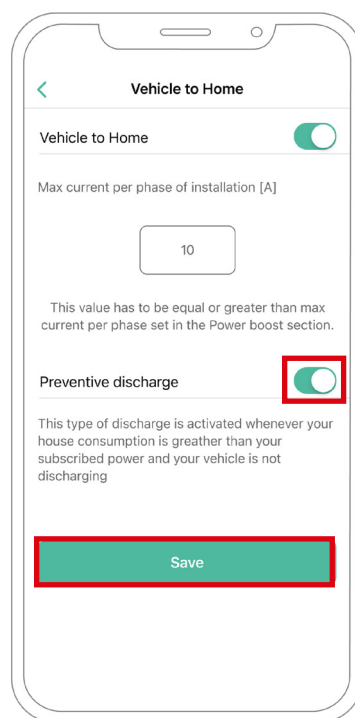 Vehicle to Home
Vehicle to Home
Max current per phase of installation [A]
10
This value has to be equal or greater than max
current per phase set in the Power boost section.
Preventive discharge
This type of discharge is activated whenever your
house consumption is greather than your
subscribed power and your vehicle is not
discharging
Save